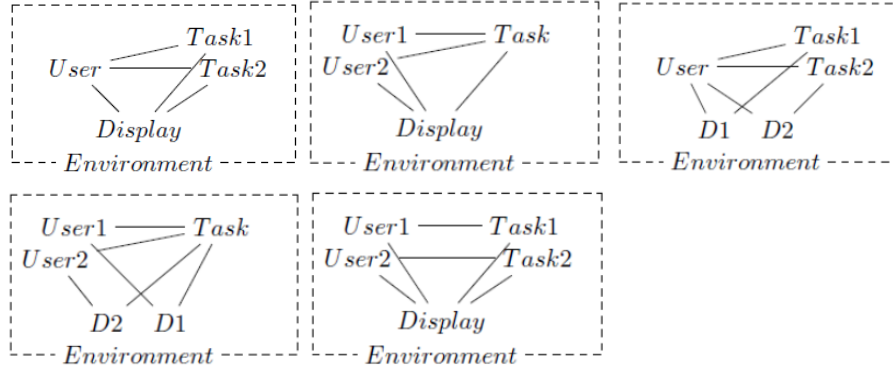 Task1
User
Task2
Display
Environment
User1 Task
User2
Display
Environment
Task1
User
Task2
D1 D2
Environment
User1 Task
User2
D2 D1
Environment
User1 Task1
User2 Task2
Display
Environment